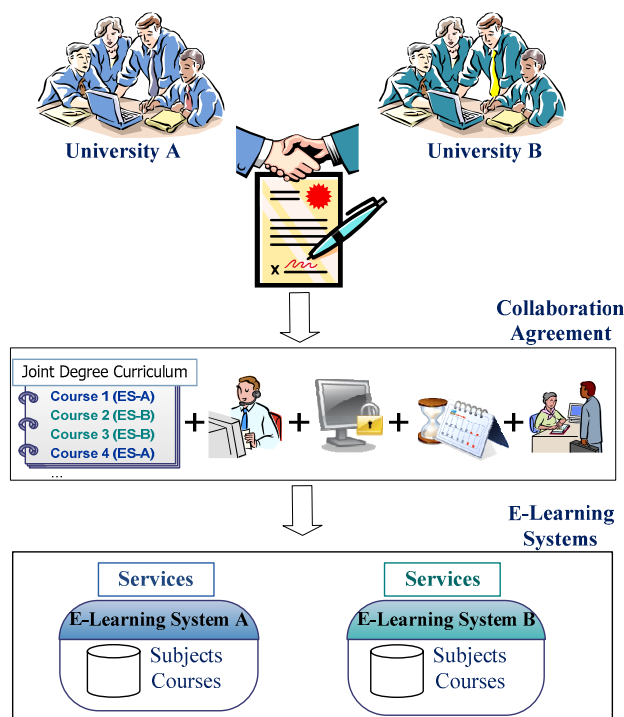 University A
University B
X
Collaboration
Agreement
Joint Degree Curriculum
Course 1 (ES-A)
Course 2 (ES-B)
Course 3 (ES-B)
Course 4 (ES-A)
...
+ + + +
E-Learning
Systems
Services
Services
E-Learning System A
E-Learning System B
Subjects
Courses
Subjects
Courses